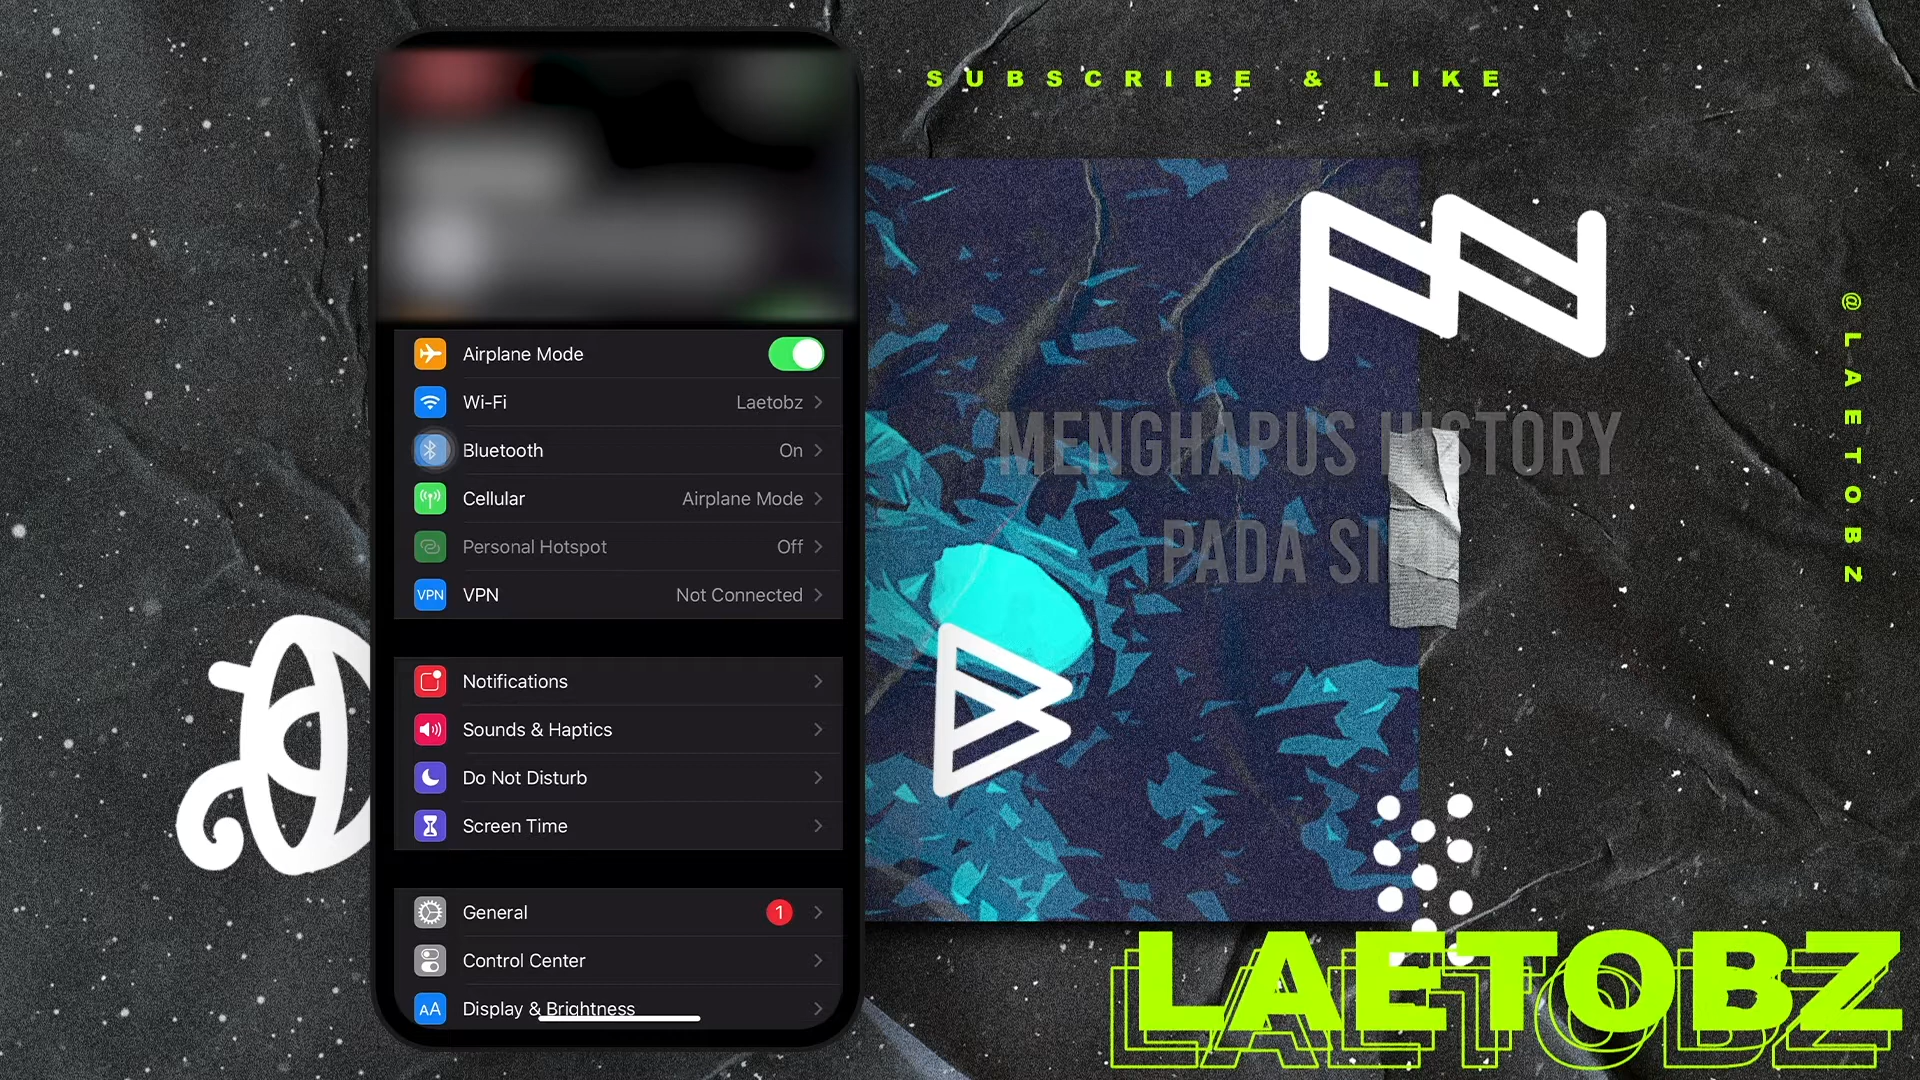 SUBSCRIBE & LIKE
@LAETOBZ
Airplane Mode
Wi-Fi Laetobz
Bluetooth On
Cellular Airplane Mode
Personal Hotspot Off
VPN VPN Not Connected
Notifications
Sounds & Haptics
Do Not Disturb
Screen Time
General 1
Control Center
AA Display & Brightness
MENGHAPUS HISTORY
PADA
LAETOBZ
LAETOBZ